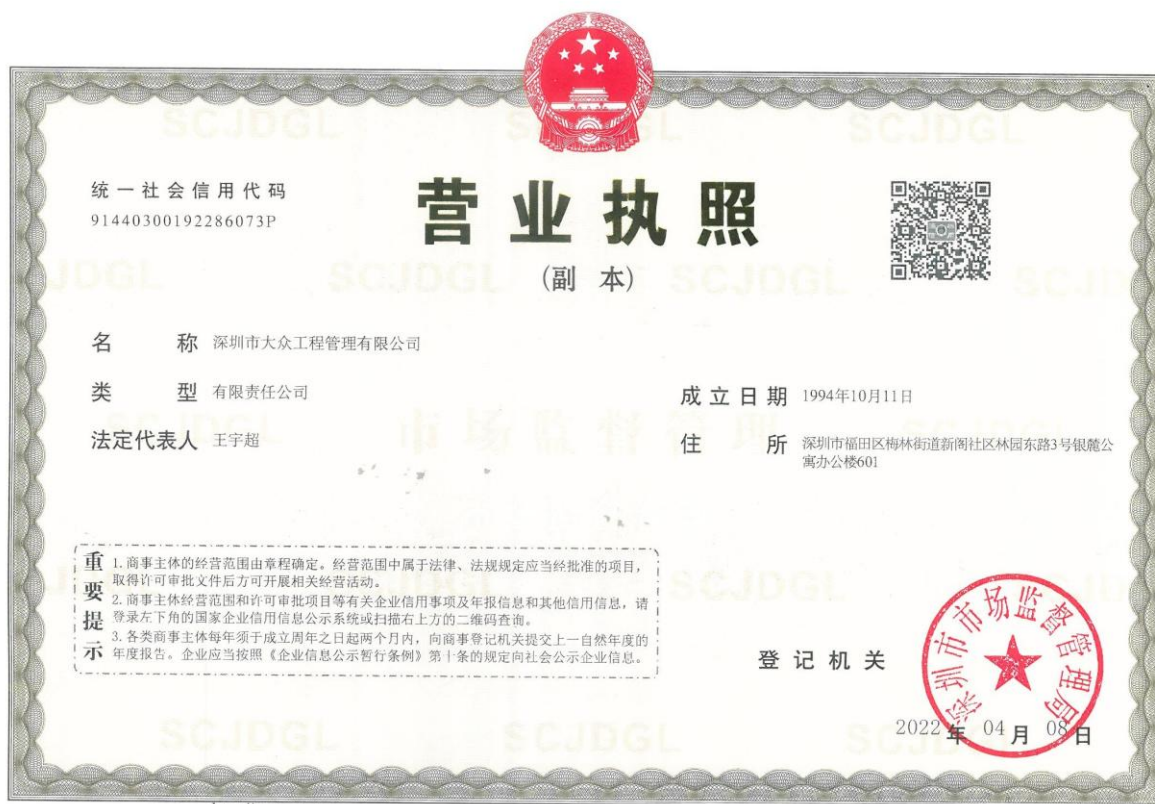 统一社会信用代码
91440300192286073P
营业执照
(副 本)
名 称 深圳市大众工程管理有限公司
类 型 有限责任公司
法定代表人 王宇超
成立日期 1994年10月11日
住 所 深圳市福田区梅林街道新阁社区林园东路3号银麓公
寓办公楼601
重要提示
1. 商事主体的经营范围由章程确定。经营范围中属于法律、法规规定应当经批准的项目,
取得许可审批文件后方可开展相关经营活动。
2. 商事主体经营范围和许可审批项目等有关企业信用事项及年报信息和其他信用信息,请
登录左下角的国家企业信用信息公示系统或扫描右上方的二维码查询。
3. 各类商事主体每年须于成立周年之日起两个月内,向商事登记机关提交上一自然年度的
年度报告。企业应当按照《企业信息公示暂行条例》第十条的规定向社会公示企业信息。
登记机关
深圳市市场监督管理局
2022年 04月 08日
SCJDGL SCJDGL SCJDGL
SCJDGL SCJDGL SCJDGL
市场监督管理
SCJDGL SCJDGL SCJDGL